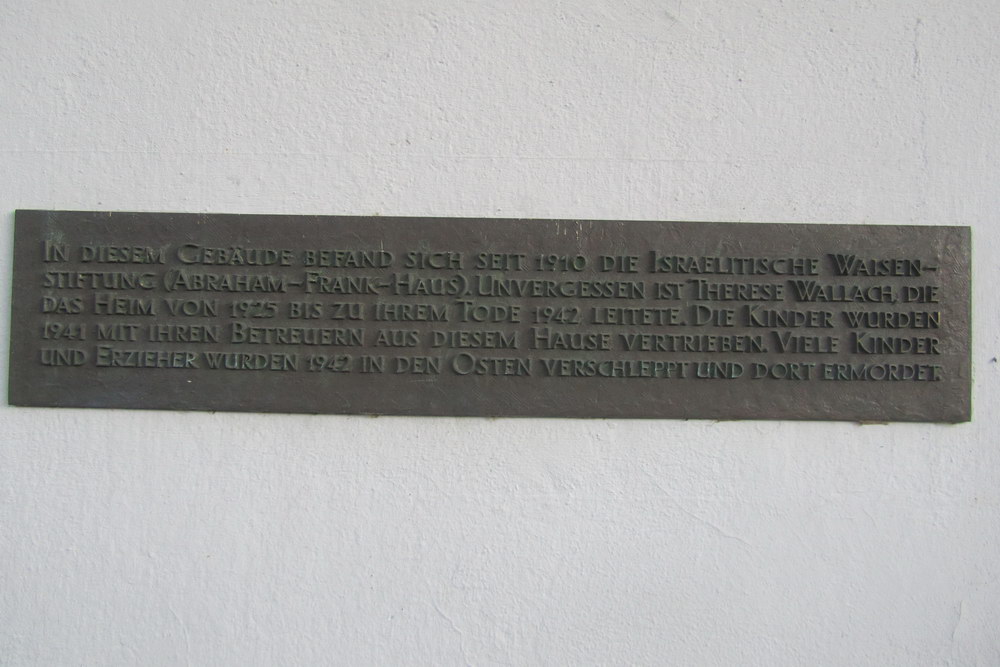 IN DIESEM GEBÄUDE BEFAND SICH SEIT 1910 DIE ISRAELITISCHE WAISEN-
STIFTUNG (ABRAHAM-FRANK-HAUS). UNVERGESSEN IST THERESE WALLACH, DIE
DAS HEIM VON 1925 BIS ZU IHREM TODE 1942 LEITETE. DIE KINDER WURDEN
1941 MIT IHREN BETREUERN AUS DIESEM HAUSE VERTRIEBEN. VIELE KINDER
UND ERZIEHER WURDEN 1942 IN DEN OSTEN VERSCHLEPPT UND DORT ERMORDET.